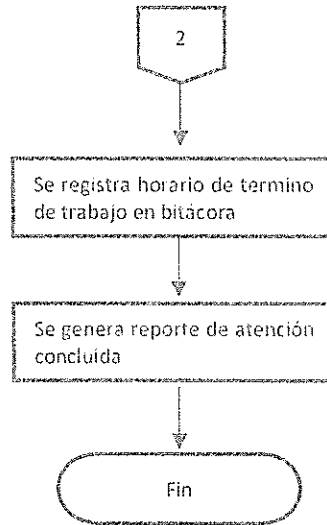 2
Se registra horario de termino
de trabajo en bitácora
Se genera reporte de atención
concluida
Fin